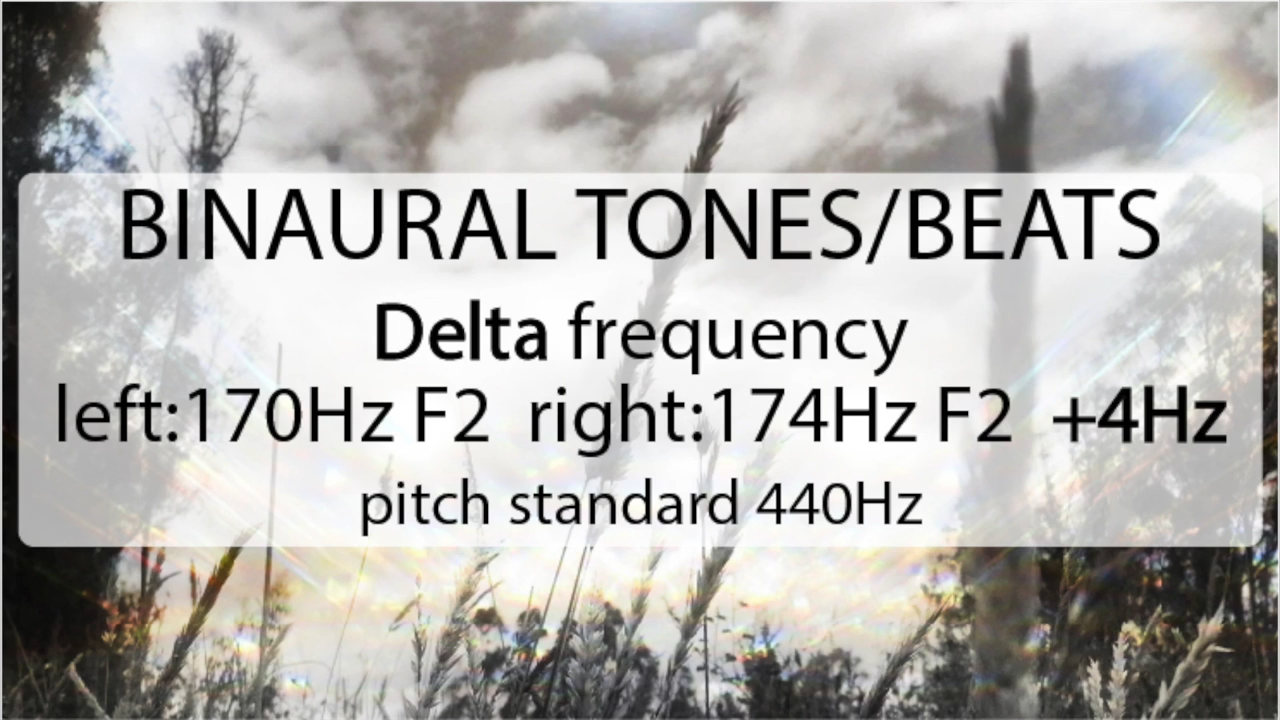 BINAURAL TONES/BEATS
Delta frequency
left:170Hz F2 right:174Hz F2 +4Hz
pitch standard 440Hz